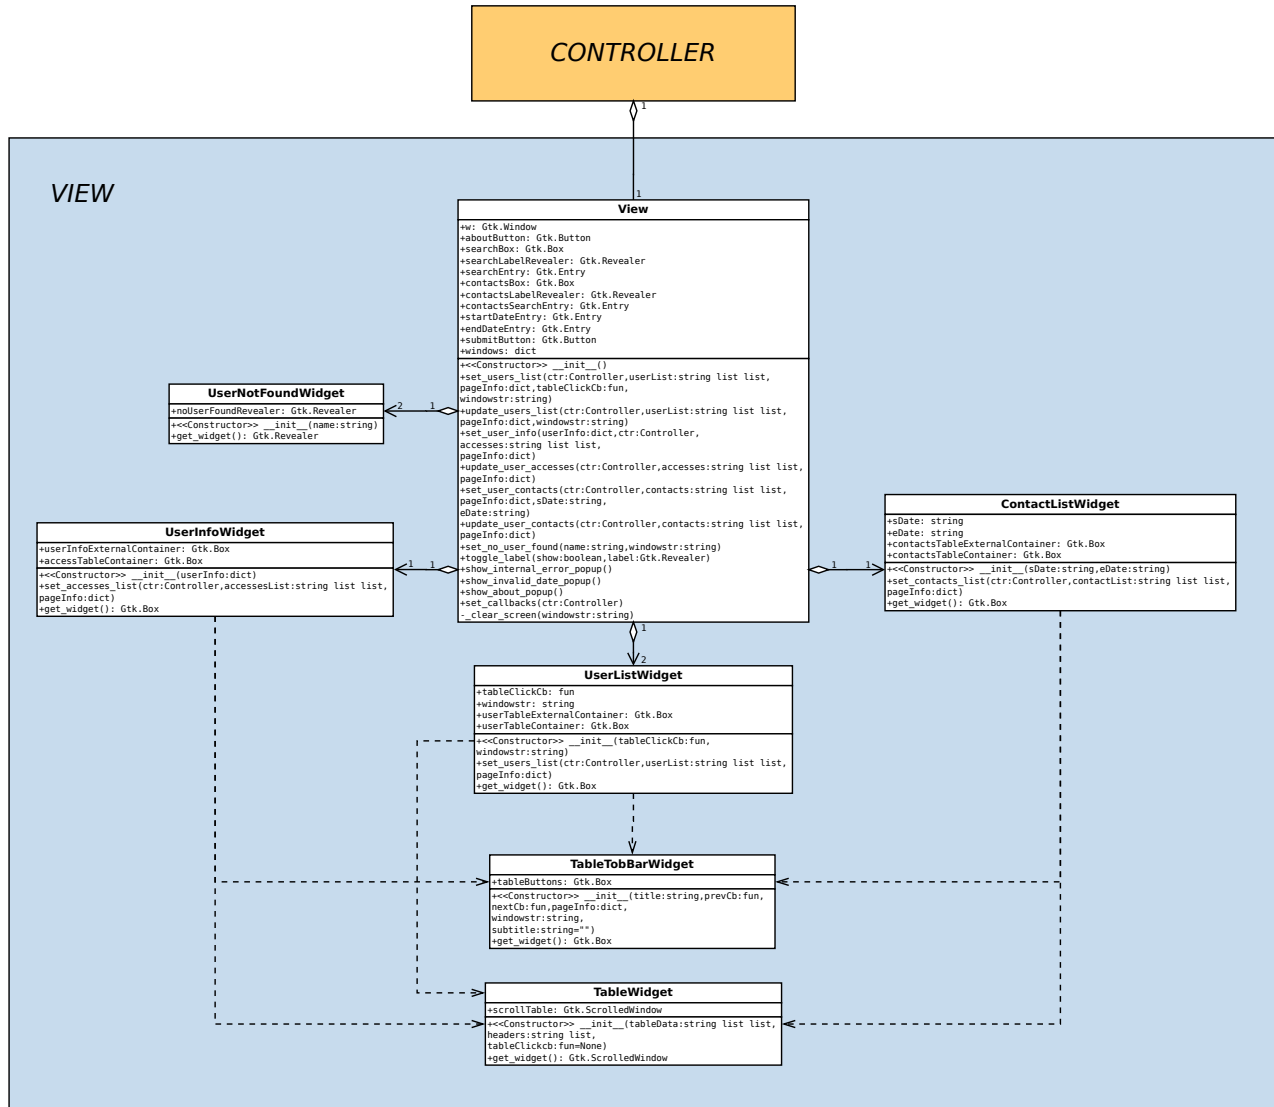 CONTROLLER
1
VIEW
1
View
+w: Gtk.Window
+aboutButton: Gtk.Button
+searchBox: Gtk.Box
+searchLabelRevealer: Gtk.Revealer
+searchEntry: Gtk.Entry
+contactsBox: Gtk.Box
+contactsLabelRevealer: Gtk.Revealer
+contactsSearchEntry: Gtk.Entry
+startDateEntry: Gtk.Entry
+endDateEntry: Gtk.Entry
+submitButton: Gtk.Button
+windows: dict
+<<Constructor>> __init__()
+set_users_list(ctr:Controller,userList:string list list,
pageInfo:dict,tableClickCb:fun,
windowstr:string)
+update_users_list(ctr:Controller,userList:string list list,
pageInfo:dict,windowstr:string)
+set_user_info(userInfo:dict,ctr:Controller,
accesses:string list list,
pageInfo:dict)
+update_user_accesses(ctr:Controller,accesses:string list list,
pageInfo:dict)
+set_user_contacts(ctr:Controller,contacts:string list list,
pageInfo:dict,sDate:string,
eDate:string)
+update_user_contacts(ctr:Controller,contacts:string list list,
pageInfo:dict)
+set_no_user_found(name:string,windowstr:string)
+toggle_label(show:boolean,label:Gtk.Revealer)
+show_internal_error_popup()
+show_invalid_date_popup()
+show_about_popup()
+set_callbacks(ctr:Controller)
-_clear_screen(windowstr:string)
UserNotFoundWidget
+noUserFoundRevealer: Gtk.Revealer
+<<Constructor>> __init__(name:string)
+get_widget(): Gtk.Revealer
2 1
UserInfoWidget
+userInfoExternalContainer: Gtk.Box
+accessTableContainer: Gtk.Box
+<<Constructor>> __init__(userInfo:dict)
+set_accesses_list(ctr:Controller,accessesList:string list list,
pageInfo:dict)
+get_widget(): Gtk.Box
1 1
1 1
ContactListWidget
+sDate: string
+eDate: string
+contactsTableExternalContainer: Gtk.Box
+contactsTableContainer: Gtk.Box
+<<Constructor>> __init__(sDate:string,eDate:string)
+set_contacts_list(ctr:Controller,contactList:string list list,
pageInfo:dict)
+get_widget(): Gtk.Box
1
2
UserListWidget
+tableClickCb: fun
+windowstr: string
+userTableExternalContainer: Gtk.Box
+userTableContainer: Gtk.Box
+<<Constructor>> __init__(tableClickCb:fun,
windowstr:string)
+set_users_list(ctr:Controller,userList:string list list,
pageInfo:dict)
+get_widget(): Gtk.Box
TableTobBarWidget
+tableButtons: Gtk.Box
+<<Constructor>> __init__(title:string,prevCb:fun,
nextCb:fun,pageInfo:dict,
windowstr:string,
subtitle:string="")
+get_widget(): Gtk.Box
TableWidget
+scrollTable: Gtk.ScrolledWindow
+<<Constructor>> __init__(tableData:string list list,
headers:string list,
tableClickcb:fun=None)
+get_widget(): Gtk.ScrolledWindow